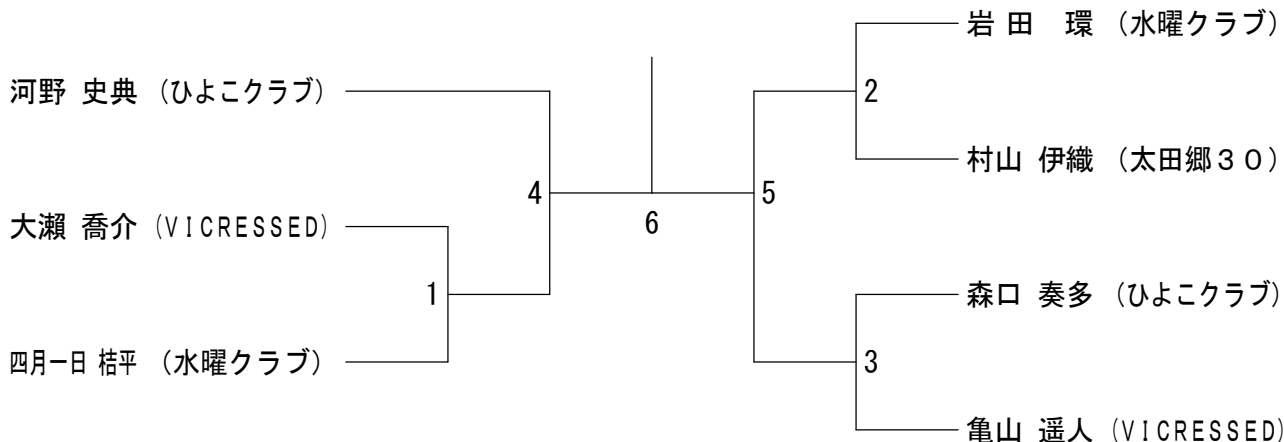 河野 史典 (ひよこクラブ)
大瀬 喬介 (VICRESSED)
四月一日 桔平 (水曜クラブ)
1
4
6
5
2
3
岩田 環 (水曜クラブ)
村山 伊織 (太田郷30)
森口 奏多 (ひよこクラブ)
亀山 遥人 (VICRESSED)